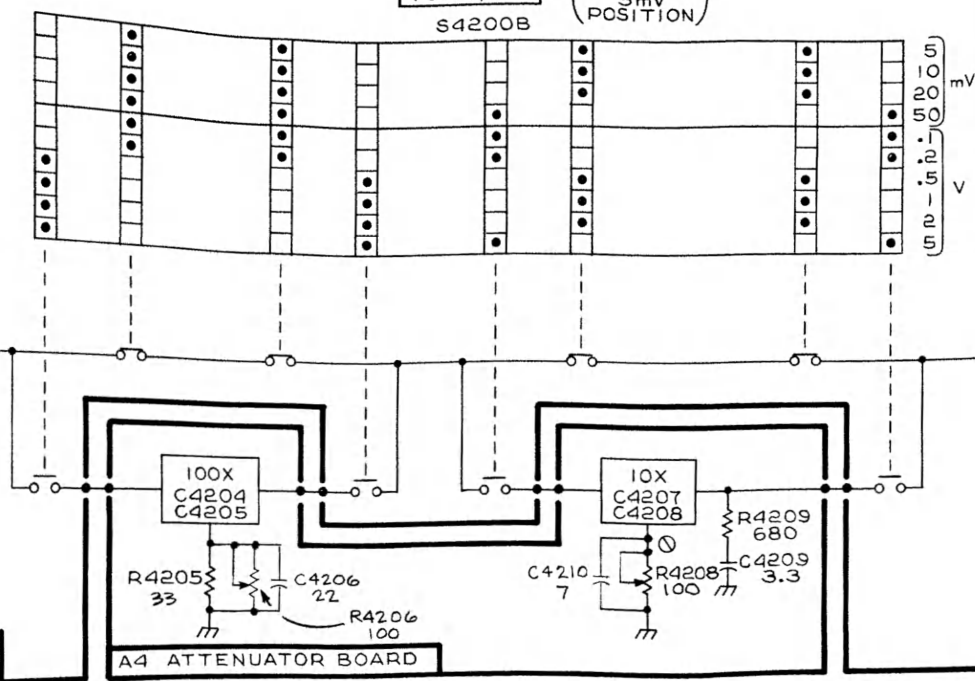 5mV
POSITION
S4200B
5
10
20
50
mV
.1
.2
.5
1
2
5
V
100X
C4204
C4205
10X
C4207
C4208
R4209
680
C4209
3.3
R4205
33
C4206
22
R4206
100
C4210
7
R4208
100
A4 ATTENUATOR BOARD